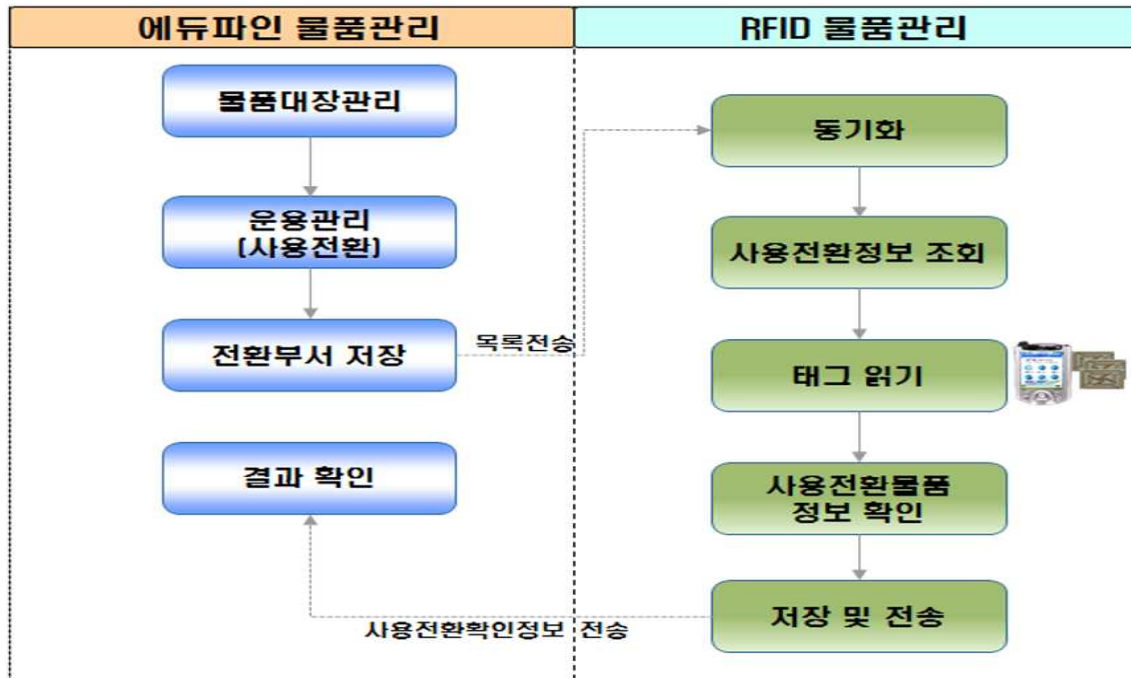 에듀파인 물품관리
RFID 물품관리
물품대장관리
운용관리
(사용전환)
전환부서 저장
목록전송
결과 확인
동기화
사용전환정보 조회
태그 읽기
사용전환물품
정보 확인
저장 및 전송
사용전환확인정보 전송